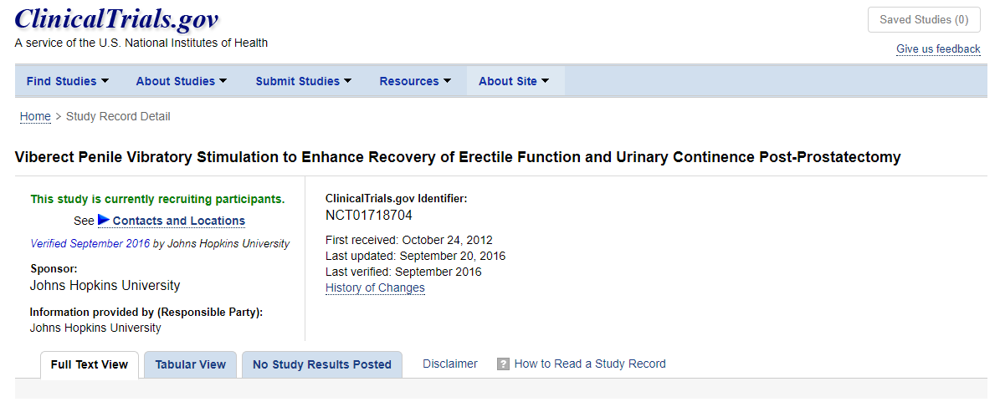 ClinicalTrials.gov
A service of the U.S. National Institutes of Health
Saved Studies (0)
Give us feedback
Find Studies
About Studies
Submit Studies
Resources
About Site
Home > Study Record Detail
Viberect Penile Vibratory Stimulation to Enhance Recovery of Erectile Function and Urinary Continence Post-Prostatectomy
This study is currently recruiting participants.
See Contacts and Locations
Verified September 2016 by Johns Hopkins University
Sponsor:
Johns Hopkins University
Information provided by (Responsible Party):
Johns Hopkins University
ClinicalTrials.gov Identifier:
NCT01718704
First received: October 24, 2012
Last updated: September 20, 2016
Last verified: September 2016
History of Changes
Full Text View
Tabular View
No Study Results Posted
Disclaimer
? How to Read a Study Record